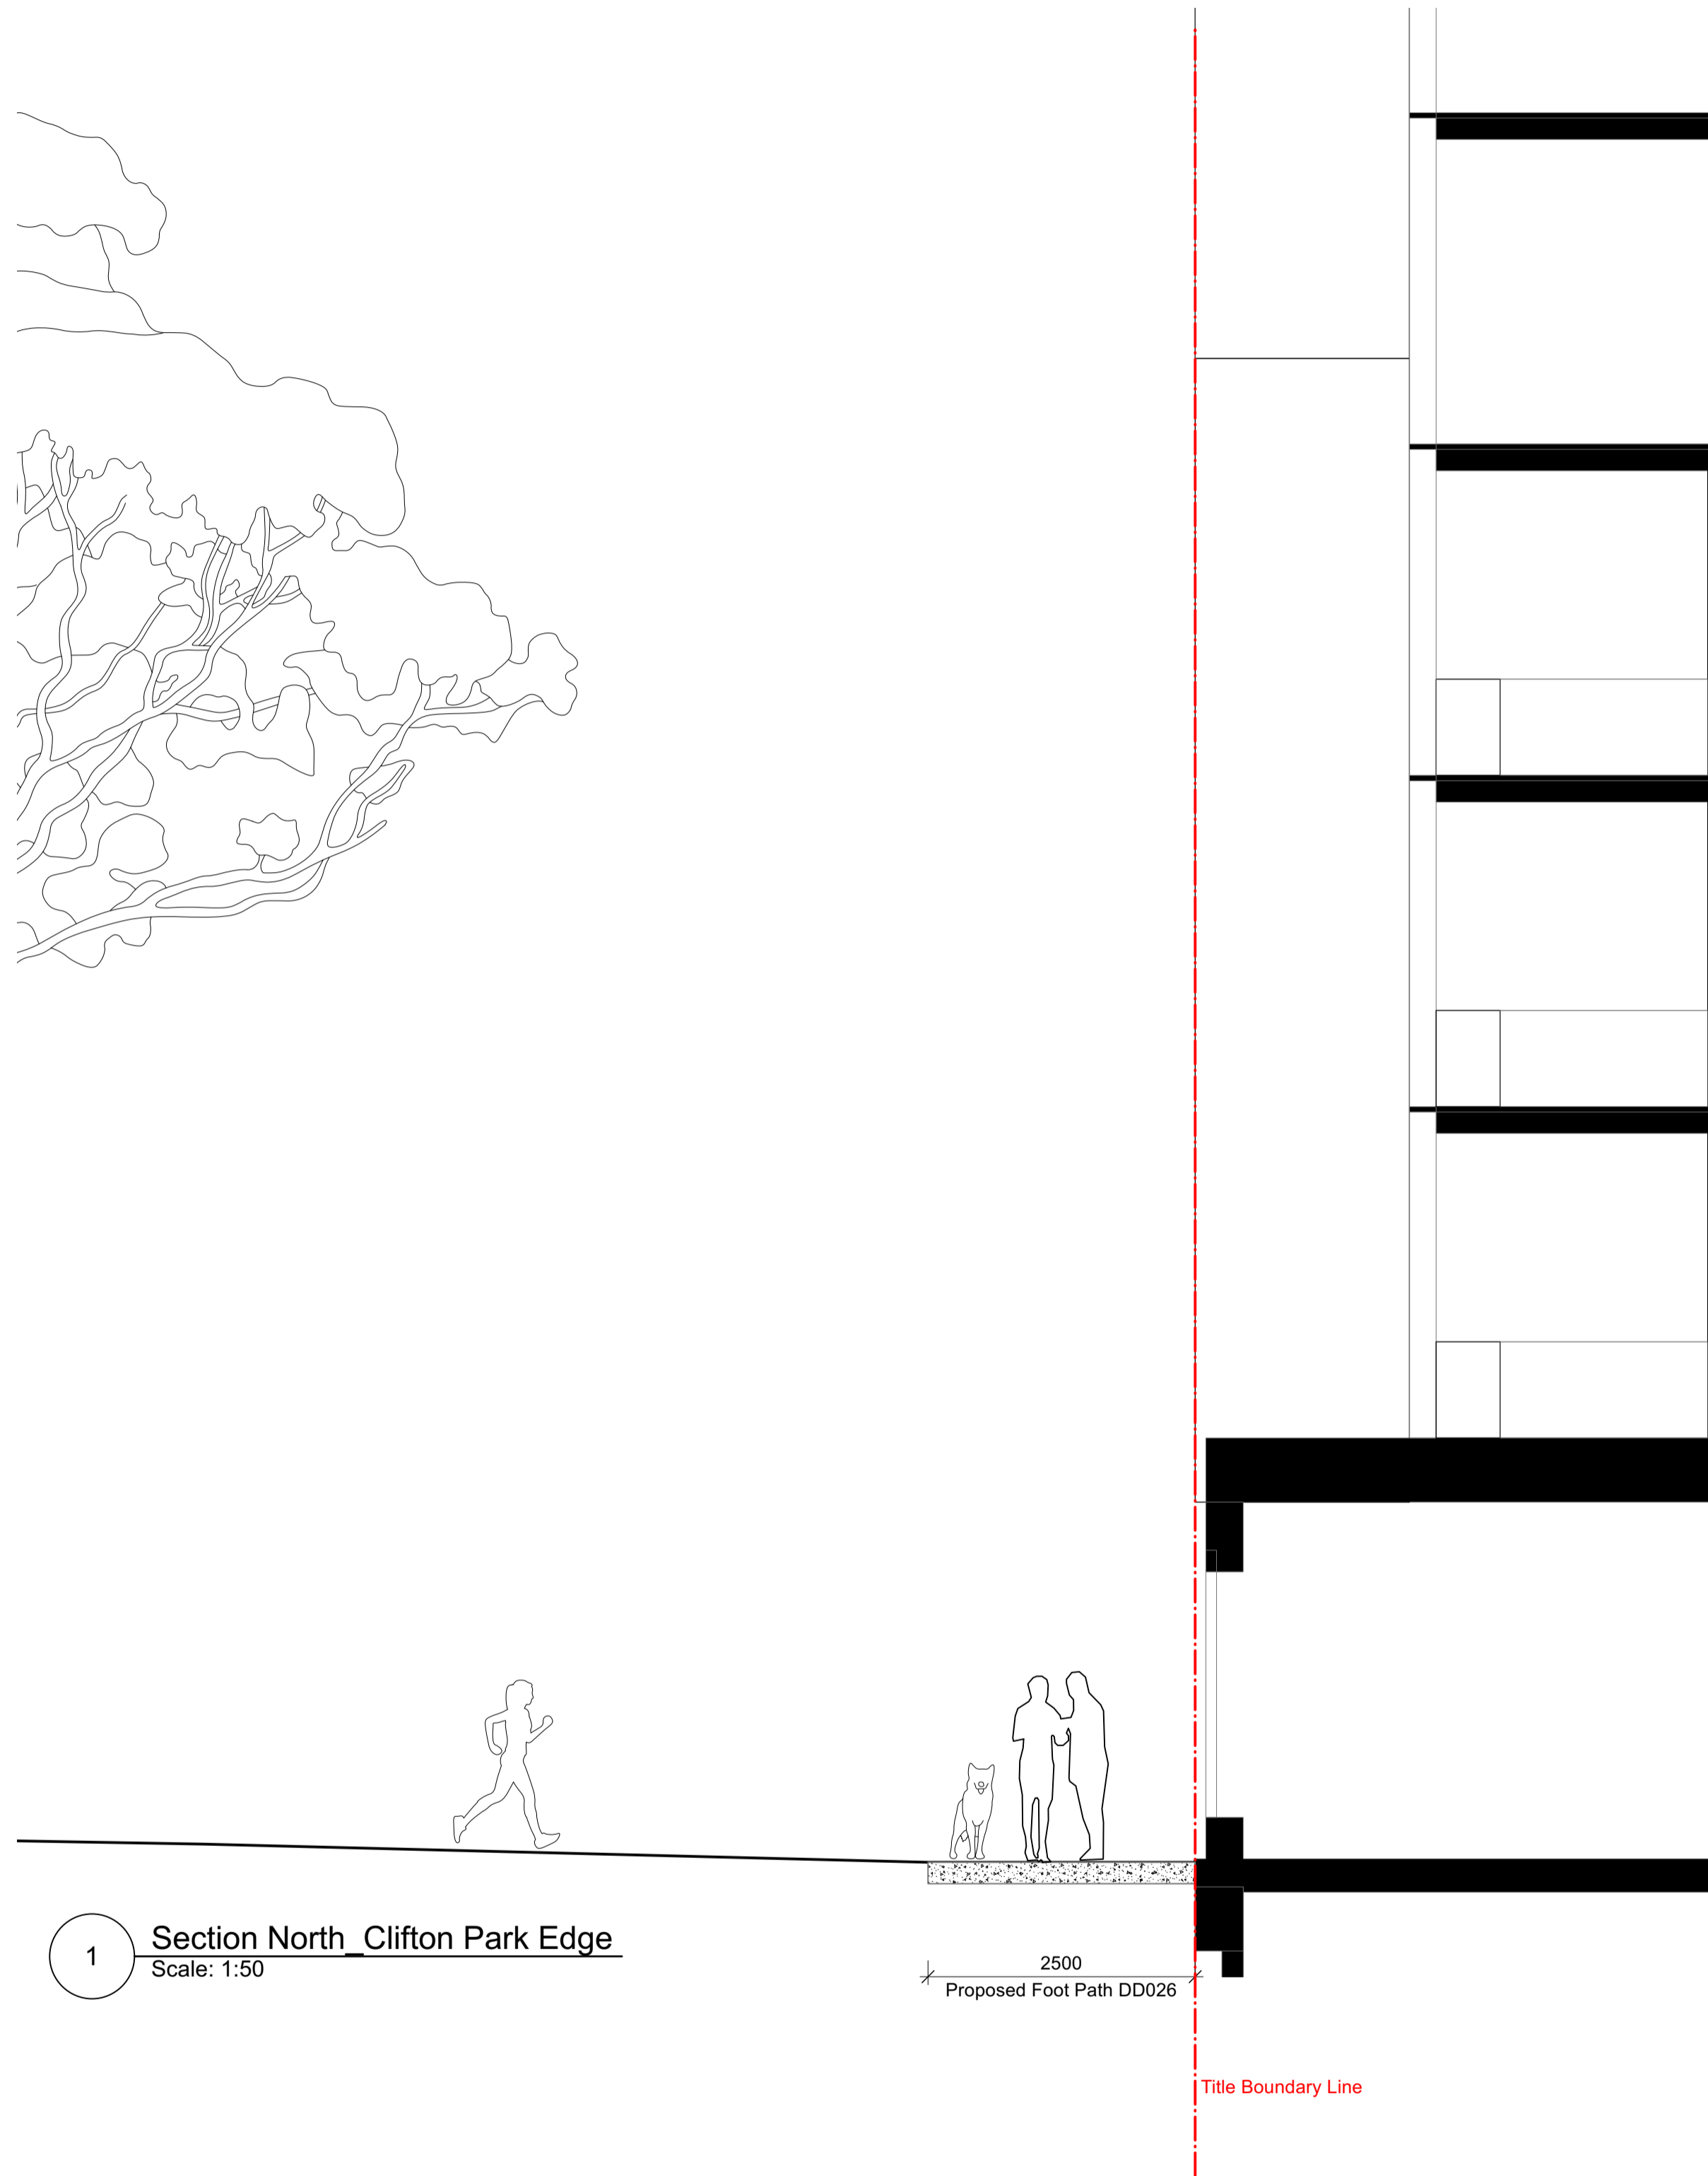 1
Section North_Clifton Park Edge
Scale: 1:50
2500
Proposed Foot Path DD026
Title Boundary Line